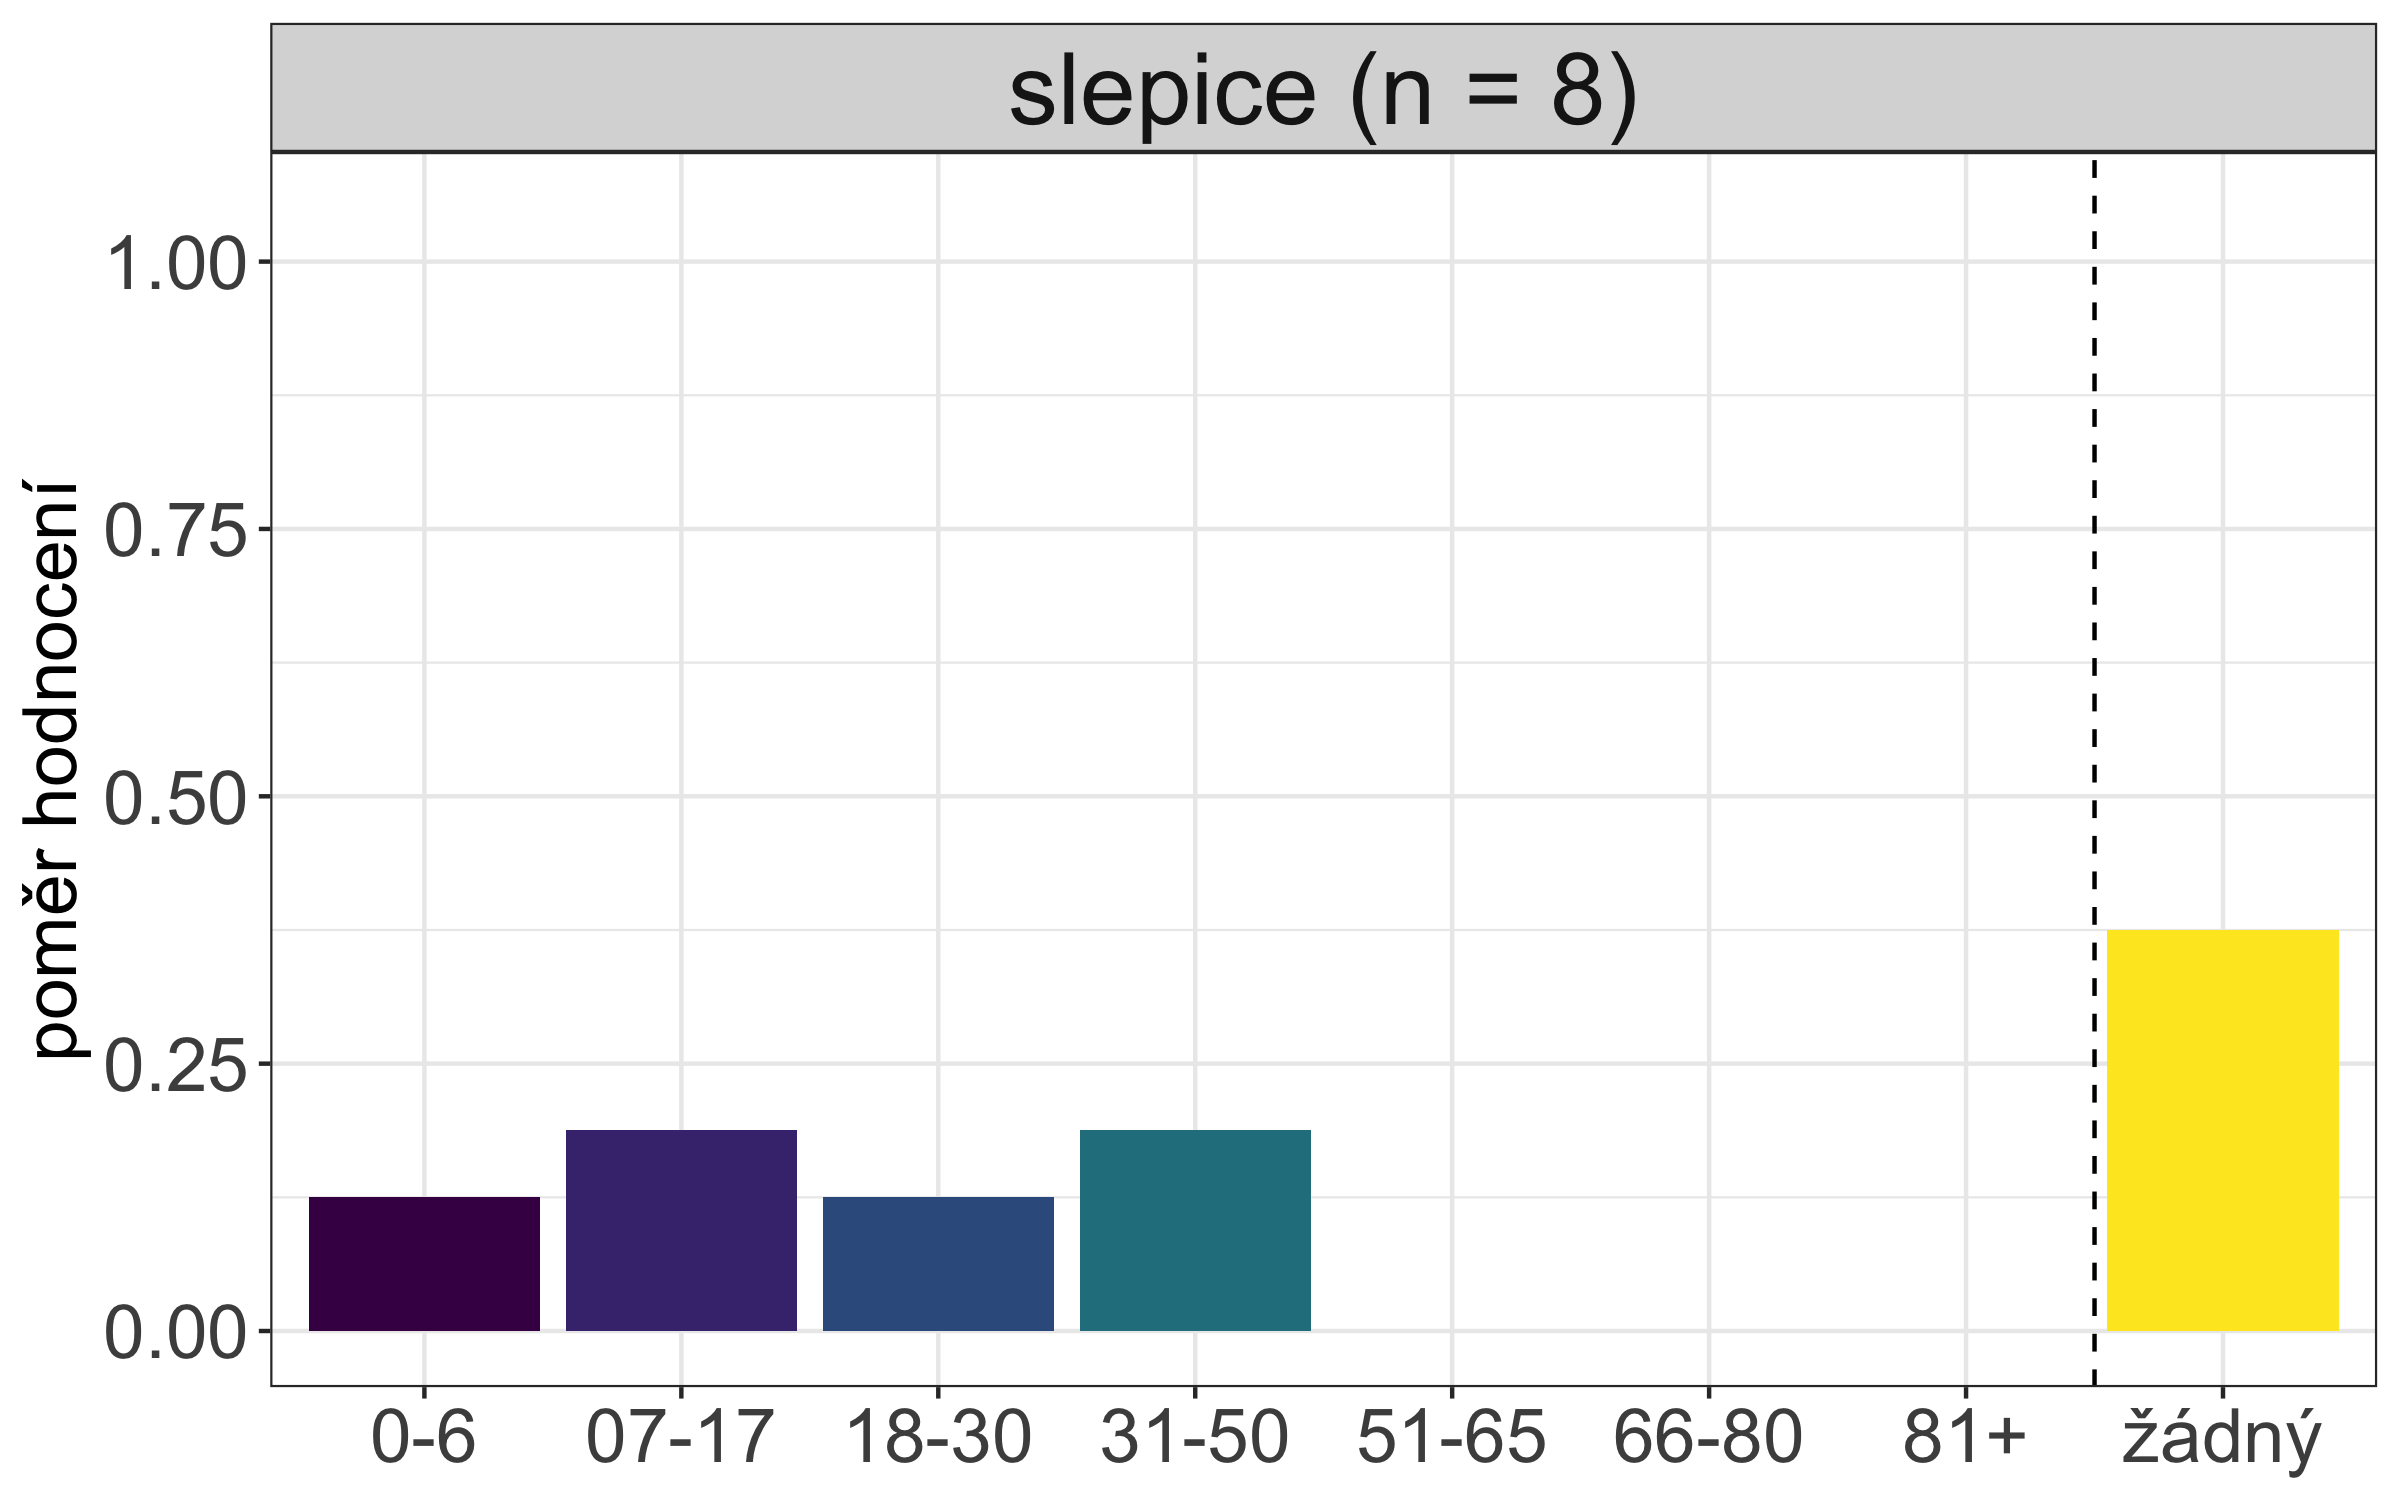 slepice (n = 8)
poměr hodnocení
1.00
0.75
0.50
0.25
0.00
0-6 07-17 18-30 31-50 51-65 66-80 81+ žádný